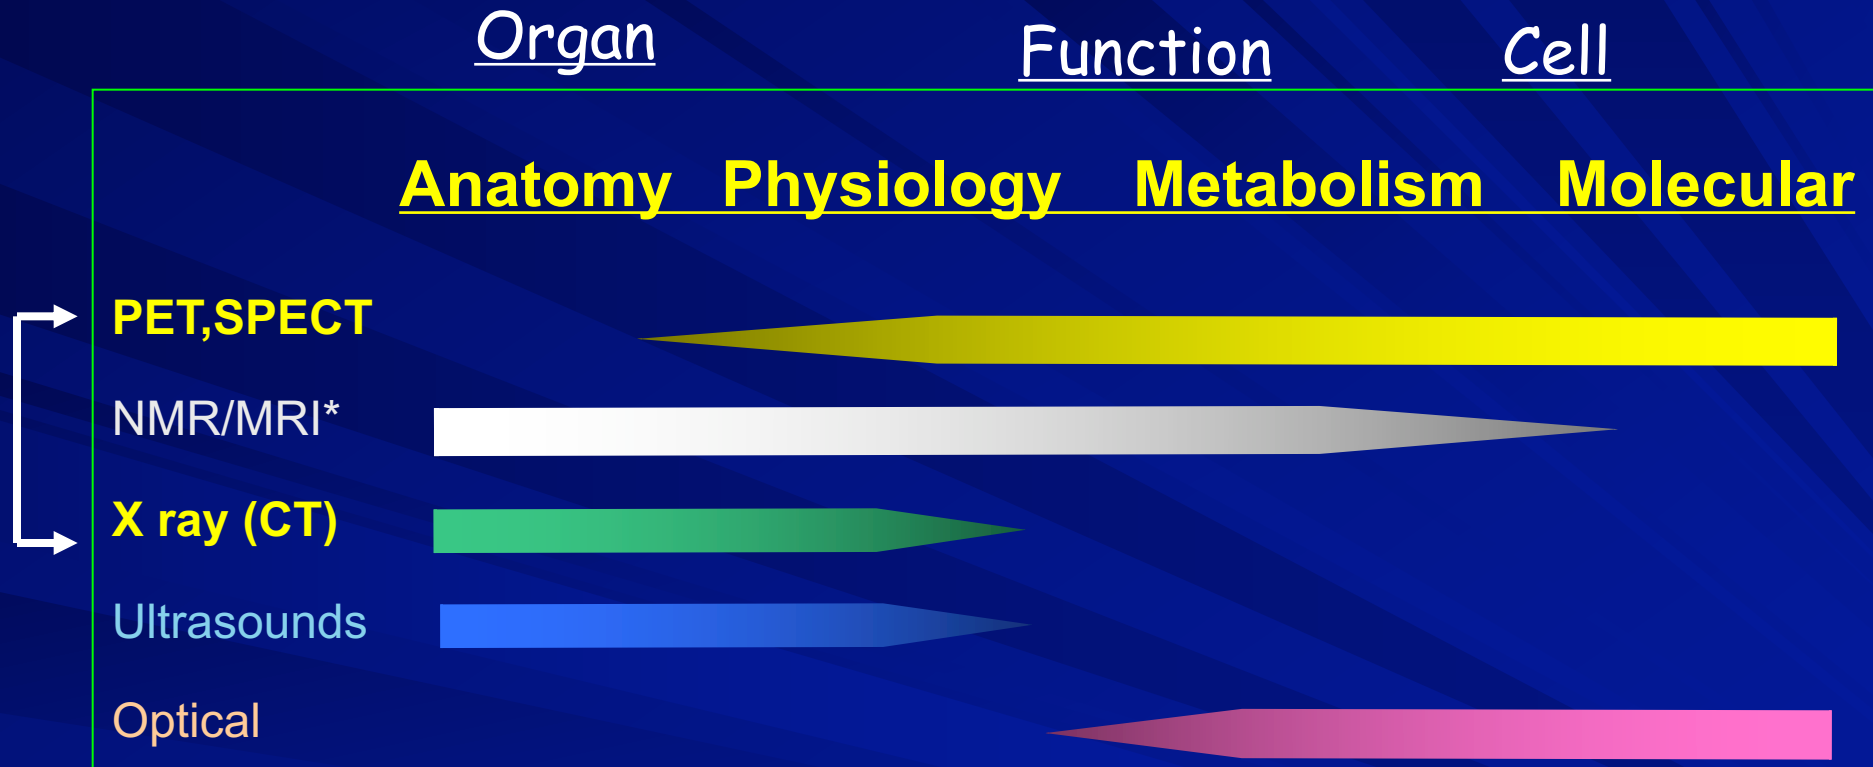 Organ Function Cell
Anatomy Physiology Metabolism Molecular
PET,SPECT
NMR/MRI*
X ray (CT)
Ultrasounds
Optical